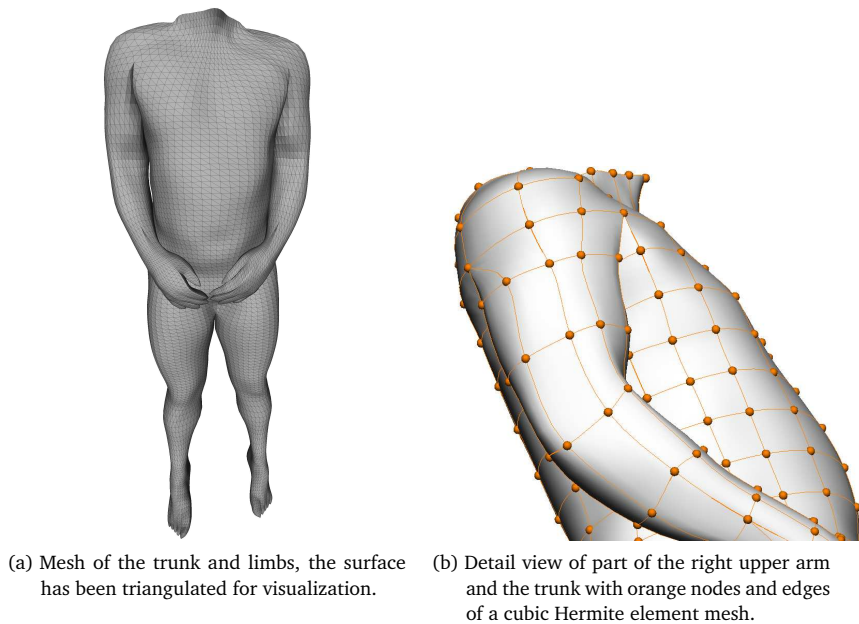 (a) Mesh of the trunk and limbs, the surface
has been triangulated for visualization.
(b) Detail view of part of the right upper arm
and the trunk with orange nodes and edges
of a cubic Hermite element mesh.